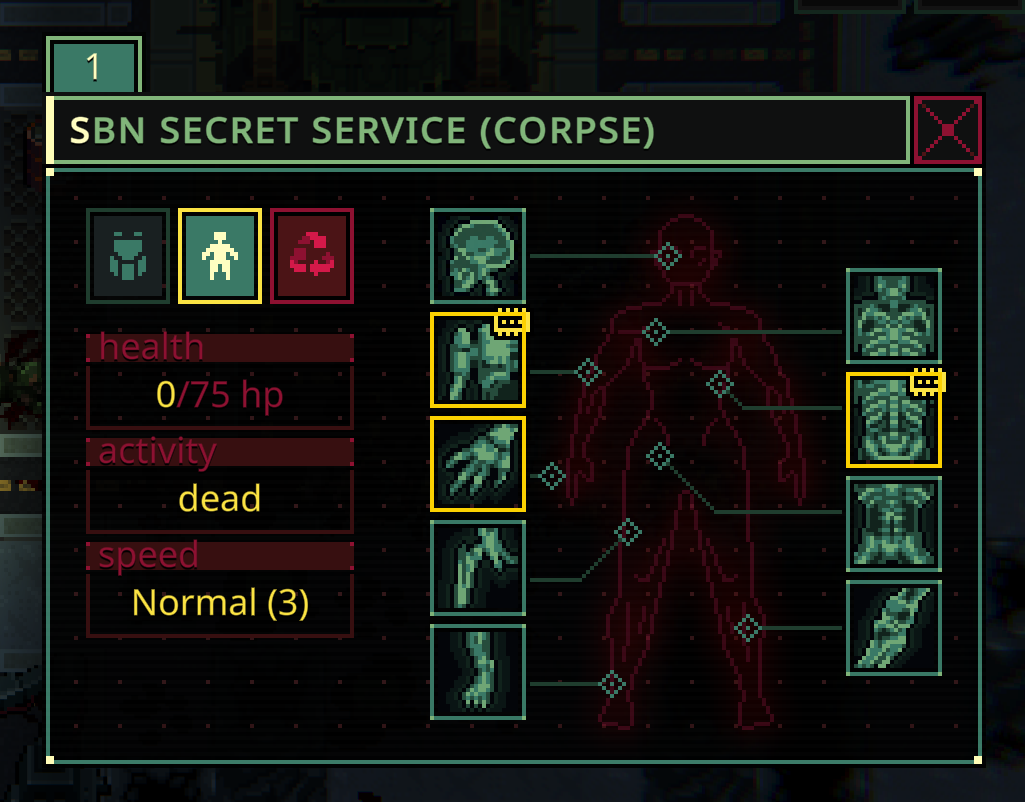 1
SBN SECRET SERVICE (CORPSE)
health
0/75 hp
activity
dead
speed
Normal (3)